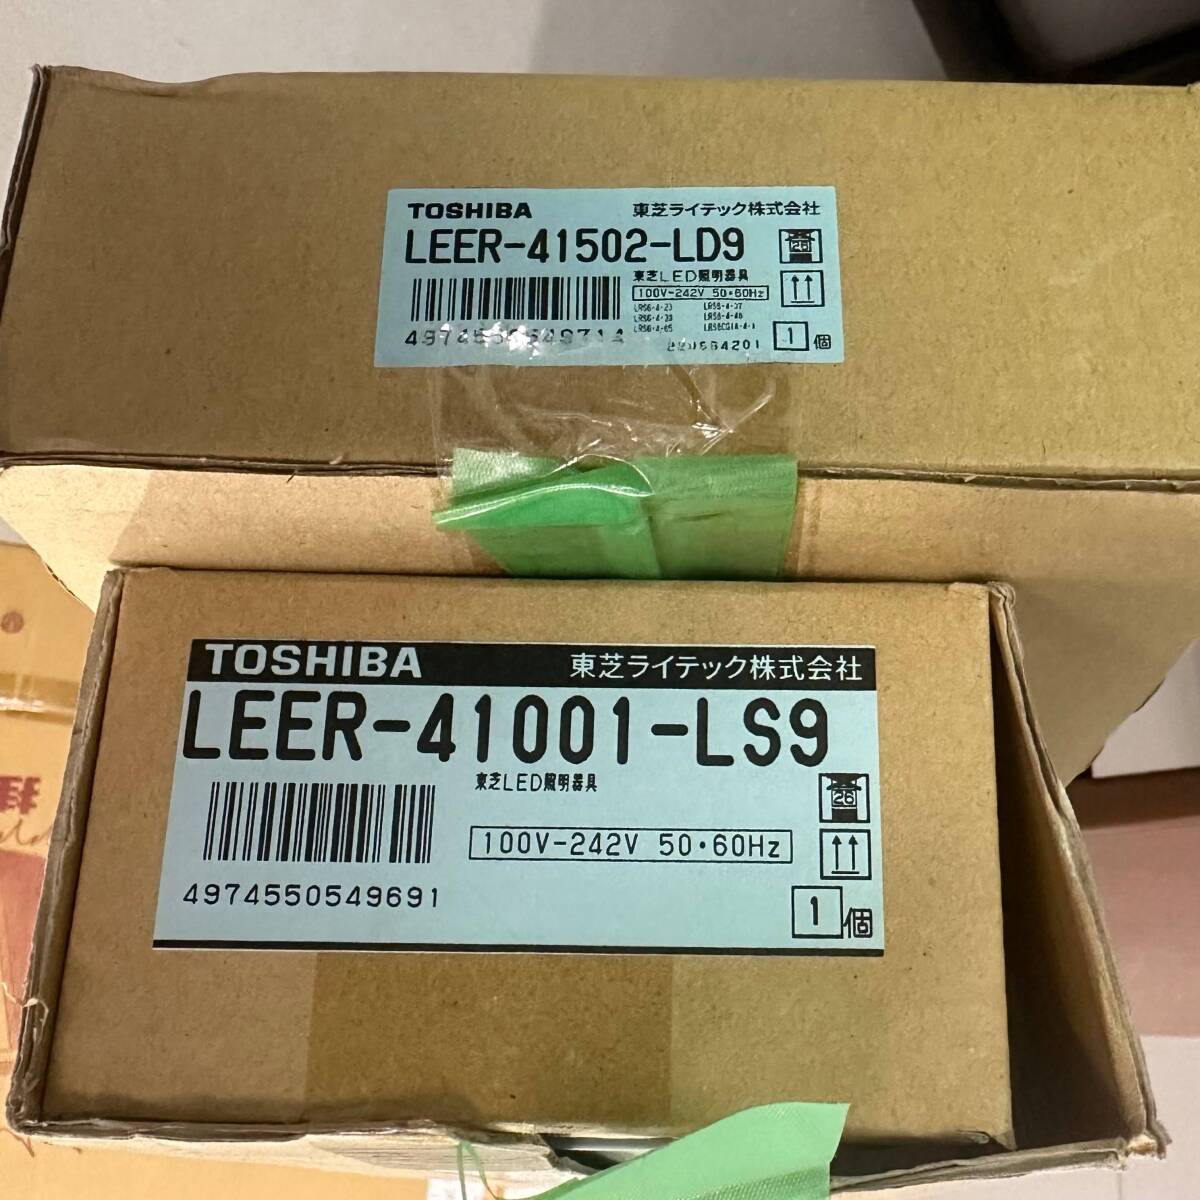 TOSHIBA 東芝ライテック株式会社
LEER-41502-LD9
東芝LED照明器具
100V-242V 50・60Hz
1個
TOSHIBA 東芝ライテック株式会社
LEER-41001-LS9
東芝LED照明器具
26
100V-242V 50・60Hz
4974550549691
1個